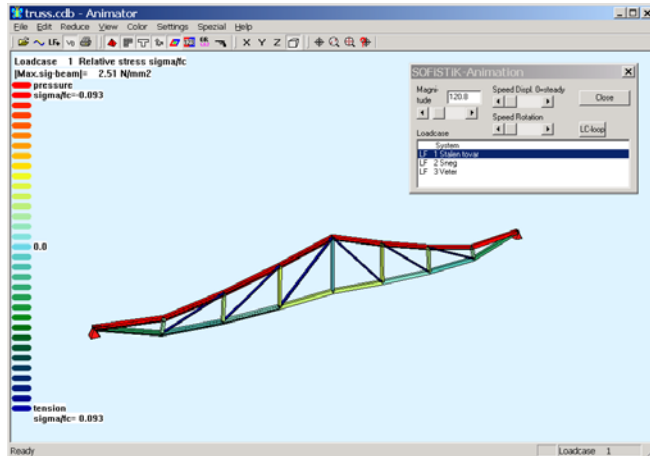 truss.cdb - Animator
File Edit Reduce View Color Settings Spezial Help
X Y Z
Loadcase 1 Relative stress sigma/fc
|Max.sig-beam|= 2.51 N/mm2
pressure
sigma/fc=-0.093
0.0
tension
sigma/fc= 0.093
SOFiSTiK-Animation
Magni-
tude
120.0
Speed Displ. 0=steady
Close
Speed Rotation
LC-loop
Loadcase
System
LF 1 Stalen tovar
LF 2 Sneg
LF 3 Veter
Ready
Loadcase 1